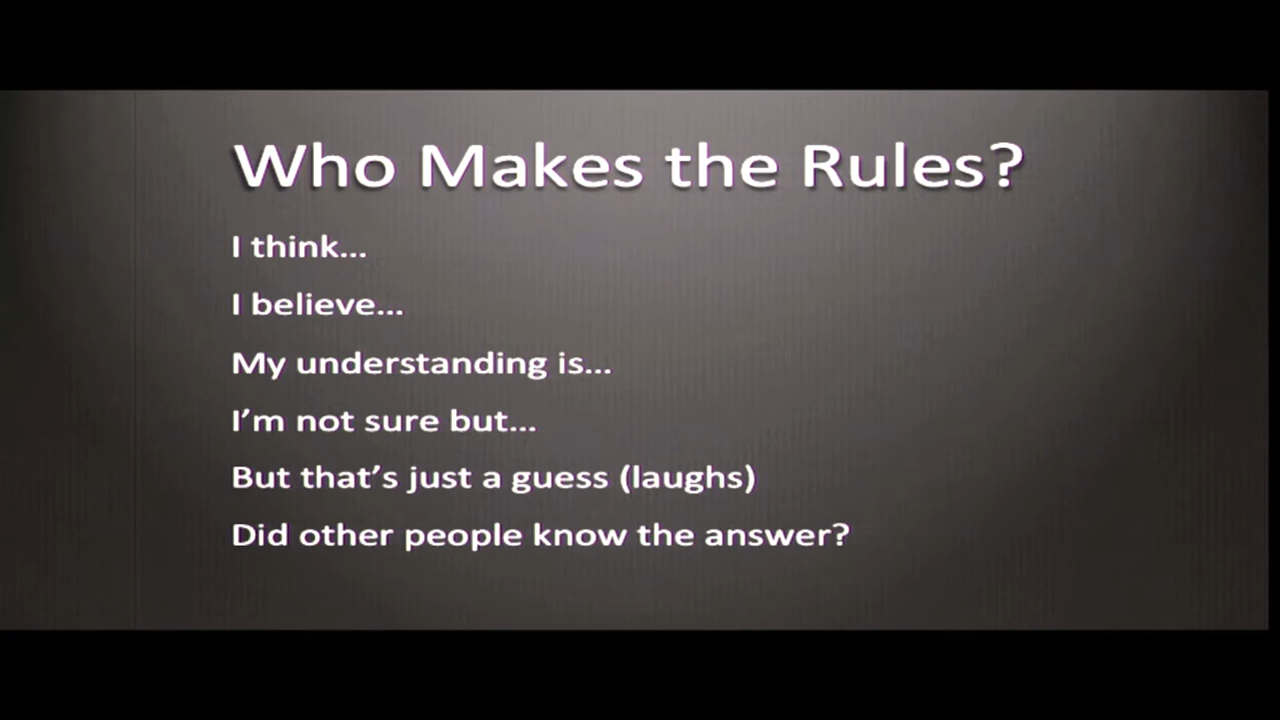 Who Makes the Rules?
I think...
I believe...
My understanding is...
I’m not sure but...
But that’s just a guess (laughs)
Did other people know the answer?